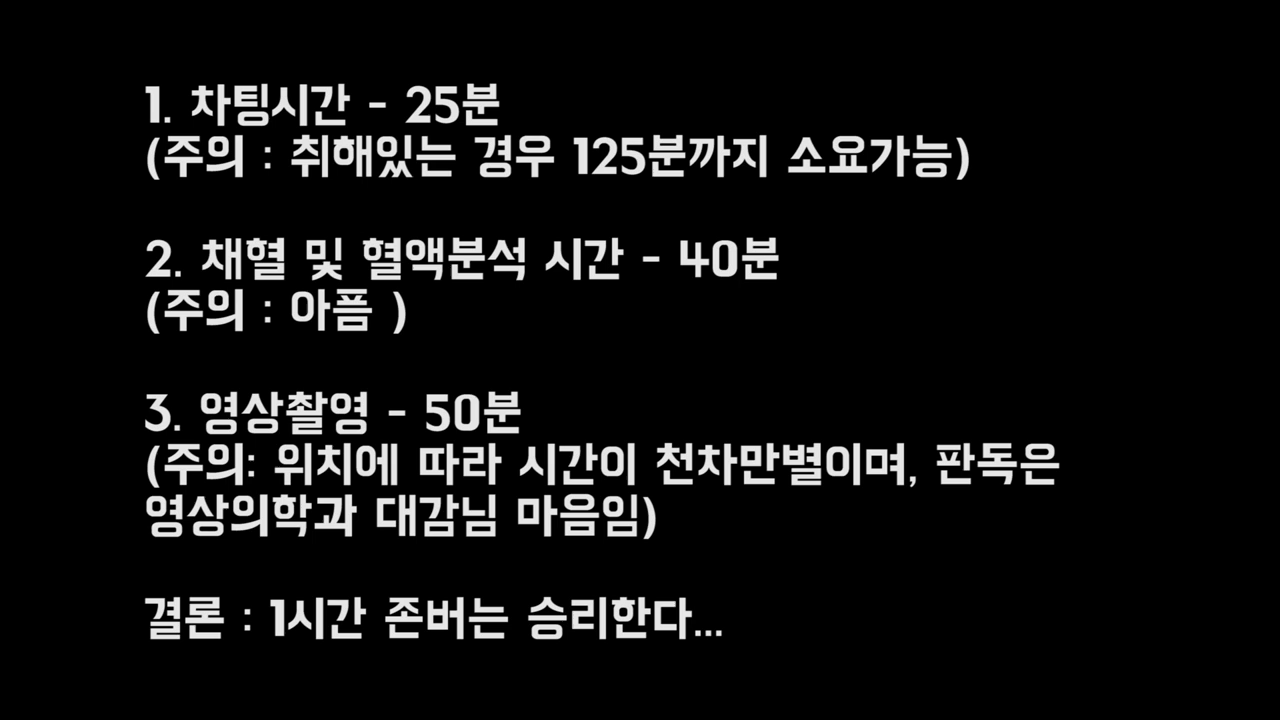 1. 차팅시간 - 25분
(주의 : 취해있는 경우 125분까지 소요가능)
2. 채혈 및 혈액분석 시간 - 40분
(주의 : 아픔 )
3. 영상촬영 - 50분
(주의: 위치에 따라 시간이 천차만별이며, 판독은
영상의학과 대감님 마음임)
결론 : 1시간 존버는 승리한다...